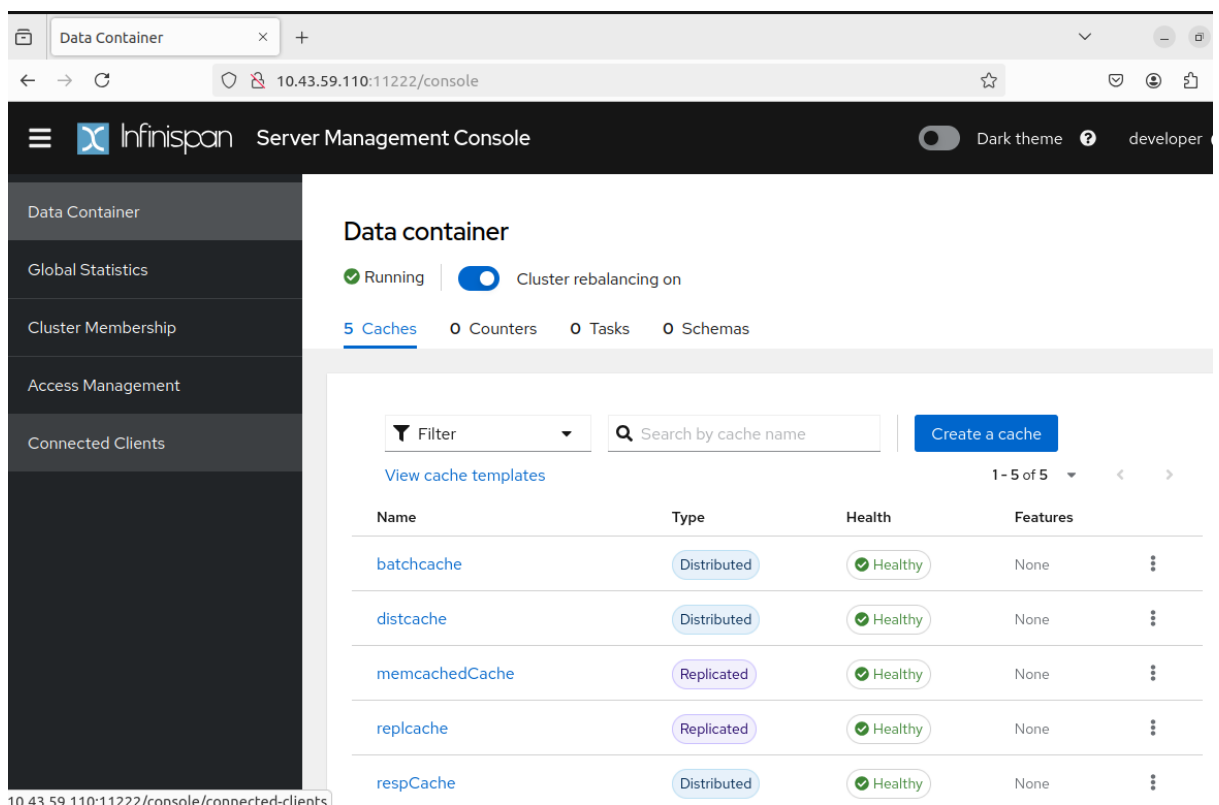 Data Container
10.43.59.110:11222/console
Infinispan Server Management Console
Dark theme
developer
Data Container
Global Statistics
Cluster Membership
Access Management
Connected Clients
Data container
Running
Cluster rebalancing on
5 Caches 0 Counters 0 Tasks 0 Schemas
Filter
Search by cache name
Create a cache
View cache templates
1 - 5 of 5
Name Type Health Features
batchcache Distributed Healthy None
distcache Distributed Healthy None
memcachedCache Replicated Healthy None
replcache Replicated Healthy None
respCache Distributed Healthy None
10.43.59.110:11222/console/connected-clients